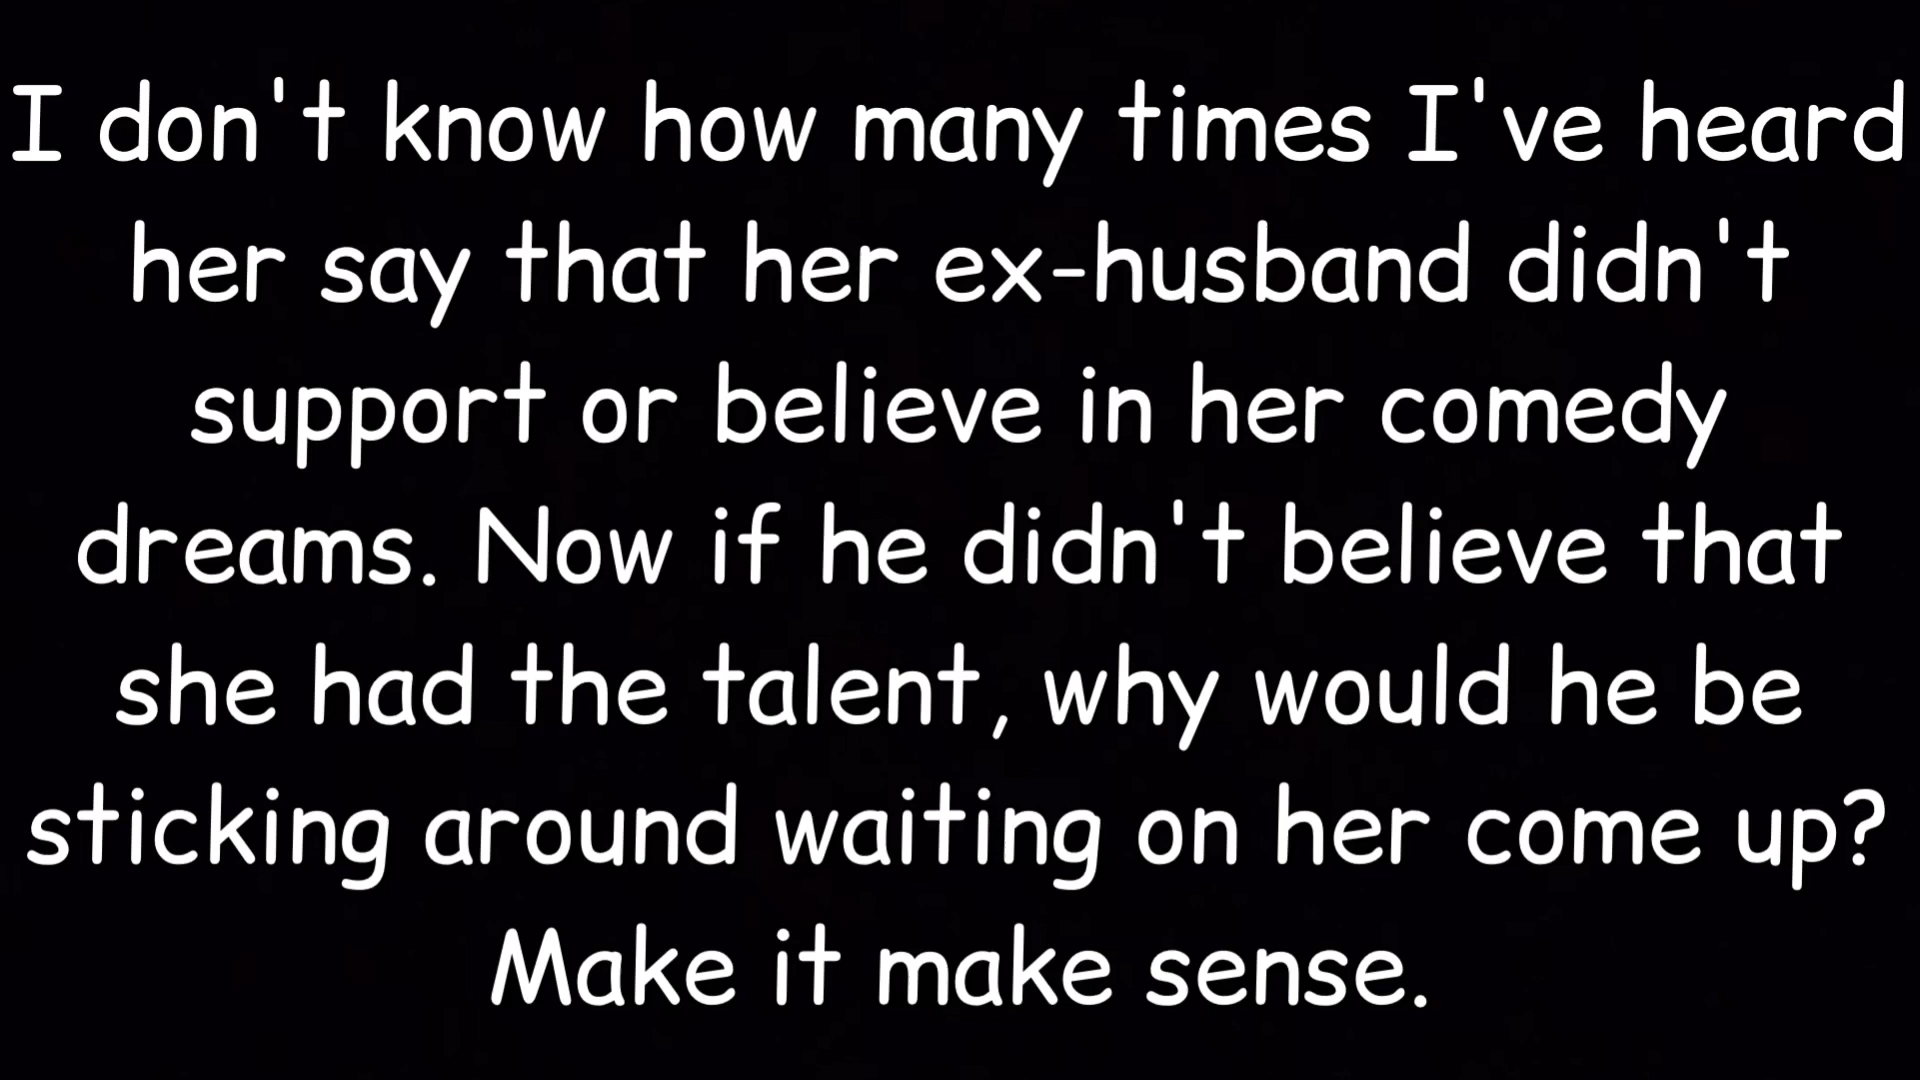 I don't know how many times I've heard
her say that her ex-husband didn't
support or believe in her comedy
dreams. Now if he didn't believe that
she had the talent, why would he be
sticking around waiting on her come up?
Make it make sense.